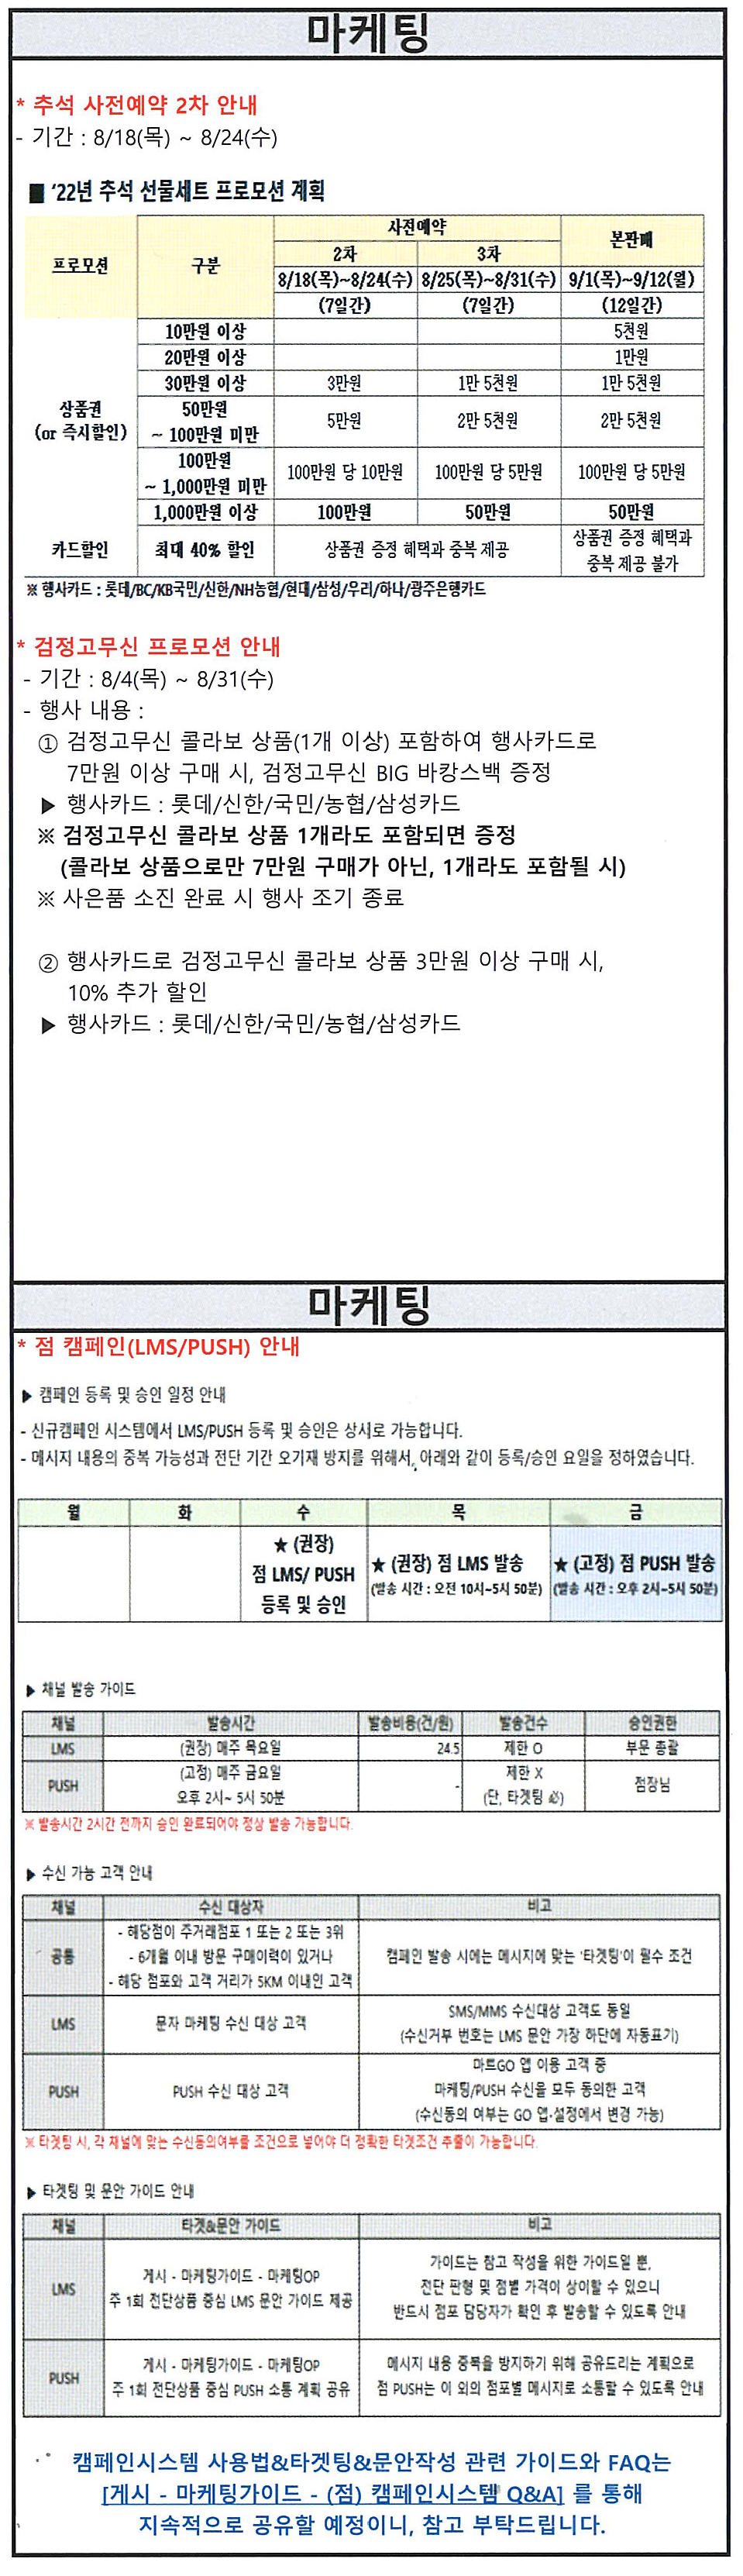 마케팅
* 추석 사전예약 2차 안내
- 기간 : 8/18(목) ~ 8/24(수)
■ ‘22년 추석 선물세트 프로모션 계획
프로모션 구분 사전예약 본판매
2차 3차
8/18(목)~8/24(수) 8/25(목)~8/31(수) 9/1(목)~9/12(월)
(7일간) (7일간) (12일간)
상품권
(or 즉시할인)
10만원 이상 5천원
20만원 이상 1만원
30만원 이상 3만원 1만 5천원 1만 5천원
50만원
~ 100만원 미만 5만원 2만 5천원 2만 5천원
100만원
~ 1,000만원 미만 100만원 당 10만원 100만원 당 5만원 100만원 당 5만원
1,000만원 이상 100만원 50만원 50만원
카드할인 최대 40% 할인 상품권 증정 혜택과 중복 제공 상품권 증정 혜택과
중복 제공 불가
※ 행사카드 : 롯데/BC/KB국민/신한/NH농협/현대/삼성/우리/하나/광주은행카드
* 검정고무신 프로모션 안내
- 기간 : 8/4(목) ~ 8/31(수)
- 행사 내용 :
① 검정고무신 콜라보 상품(1개 이상) 포함하여 행사카드로
7만원 이상 구매 시, 검정고무신 BIG 바캉스백 증정
▶ 행사카드 : 롯데/신한/국민/농협/삼성카드
※ 검정고무신 콜라보 상품 1개라도 포함되면 증정
(콜라보 상품으로만 7만원 구매가 아닌, 1개라도 포함될 시)
※ 사은품 소진 완료 시 행사 조기 종료
② 행사카드로 검정고무신 콜라보 상품 3만원 이상 구매 시,
10% 추가 할인
▶ 행사카드 : 롯데/신한/국민/농협/삼성카드
마케팅
* 점 캠페인(LMS/PUSH) 안내
▶ 캠페인 등록 및 승인 일정 안내
- 신규캠페인 시스템에서 LMS/PUSH 등록 및 승인은 상시로 가능합니다.
- 메시지 내용의 중복 가능성과 전단 기간 오기재 방지를 위해서, 아래와 같이 등록/승인 요일을 정하였습니다.
월 화 수 목 금
★ (권장)
점 LMS/ PUSH
등록 및 승인
★ (권장) 점 LMS 발송
(발송 시간 : 오전 10시~5시 50분)
★ (고정) 점 PUSH 발송
(발송 시간 : 오후 2시~5시 50분)
▶ 채널 발송 가이드
채널 발송시간 발송비용(건/원) 발송건수 승인권한
LMS (권장) 매주 목요일 24.5 제한 O 부문 총괄
PUSH (고정) 매주 금요일
오후 2시~ 5시 50분 - 제한 X
(단, 타겟팅 必) 점장님
※ 발송시간 2시간 전까지 승인 완료되어야 정상 발송 가능합니다.
▶ 수신 가능 고객 안내
채널 수신 대상자 비고
공통 - 해당점이 주거래점포 1 또는 2 또는 3위
- 6개월 이내 방문 구매이력이 있거나
- 해당 점포와 고객 거리가 5KM 이내인 고객
캠페인 발송 시에는 메시지에 맞는 '타겟팅'이 필수 조건
LMS 문자 마케팅 수신 대상 고객 SMS/MMS 수신대상 고객도 동일
(수신거부 번호는 LMS 문안 가장 하단에 자동표기)
PUSH PUSH 수신 대상 고객 마트GO 앱 이용 고객 중
마케팅/PUSH 수신을 모두 동의한 고객
(수신동의 여부는 GO 앱-설정에서 변경 가능)
※ 타겟팅 시, 각 채널에 맞는 수신동의여부를 조건으로 넣어야 더 정확한 타겟조건 추출이 가능합니다.
▶ 타겟팅 및 문안 가이드 안내
채널 타겟&문안 가이드 비고
LMS 게시 - 마케팅가이드 - 마케팅OP
주 1회 전단상품 중심 LMS 문안 가이드 제공
가이드는 참고 작성을 위한 가이드일 뿐,
전단 판형 및 점별 가격이 상이할 수 있으니
반드시 점포 담당자가 확인 후 발송할 수 있도록 안내
PUSH 게시 - 마케팅가이드 - 마케팅OP
주 1회 전단상품 중심 PUSH 소통 계획 공유
메시지 내용 중복을 방지하기 위해 공유드리는 계획으로
점 PUSH는 이 외의 점포별 메시지로 소통할 수 있도록 안내
캠페인시스템 사용법&타겟팅&문안작성 관련 가이드와 FAQ는
[게시 - 마케팅가이드 - (점) 캠페인시스템 Q&A] 를 통해
지속적으로 공유할 예정이니, 참고 부탁드립니다.